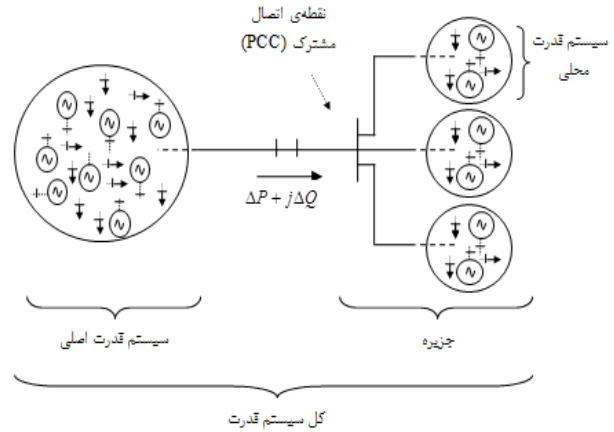 نقطه‌ی اتصال
مشترک (PCC)
سیستم قدرت
محلی
ΔP + jΔQ
سیستم قدرت اصلی
جزیره
کل سیستم قدرت